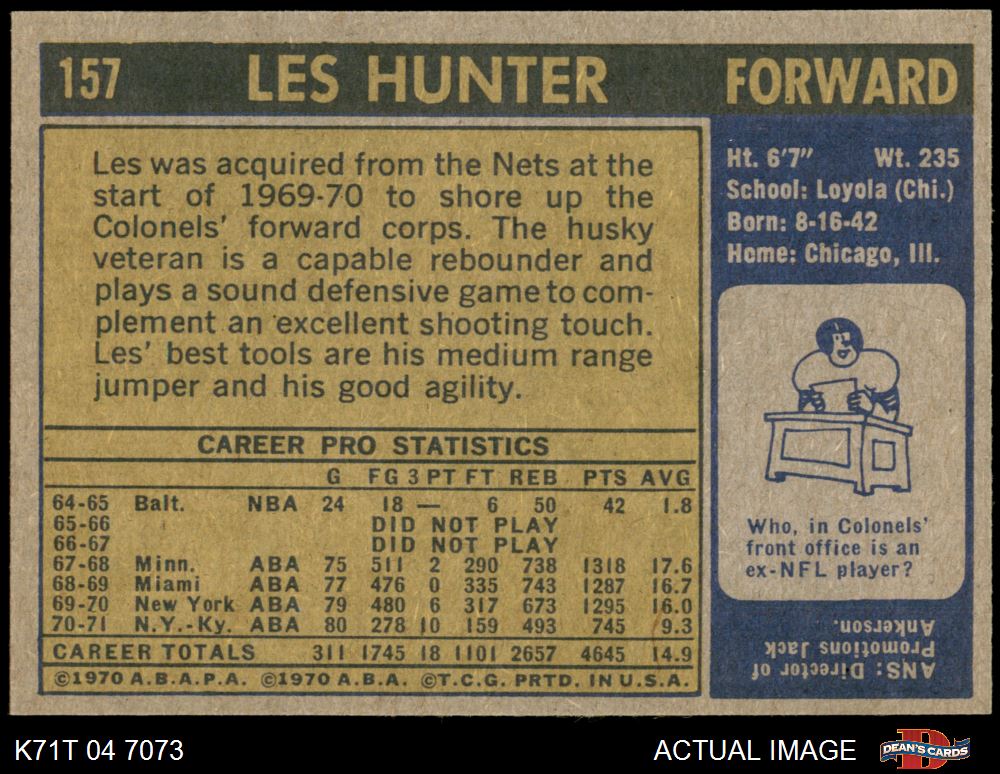 157 LES HUNTER FORWARD
Les was acquired from the Nets at the
start of 1969-70 to shore up the
Colonels' forward corps. The husky
veteran is a capable rebounder and
plays a sound defensive game to com-
plement an excellent shooting touch.
Les' best tools are his medium range
jumper and his good agility.
Ht. 6'7" Wt. 235
School: Loyola (Chi.)
Born: 8-16-42
Home: Chicago, Ill.
CAREER PRO STATISTICS
G FG 3 PT FT REB PTS AVG
64-65 Balt. NBA 24 18 — 6 50 42 1.8
65-66 DID NOT PLAY
66-67 DID NOT PLAY
67-68 Minn. ABA 75 511 2 290 738 1318 17.6
68-69 Miami ABA 77 476 0 335 743 1287 16.7
69-70 New York ABA 79 480 6 317 673 1295 16.0
70-71 N.Y.-Ky. ABA 80 278 10 159 493 745 9.3
CAREER TOTALS 311 1745 18 1101 2657 4645 14.9
©1970 A.B.A.P.A. ©1970 A.B.A. ©T.C.G. PRTD. IN U.S.A.
Who, in Colonels'
front office is an
ex-NFL player?
ANS: Director of
Promotions Jack
Ankerson.
K71T 04 7073 ACTUAL IMAGE
D
DEAN'S CARDS